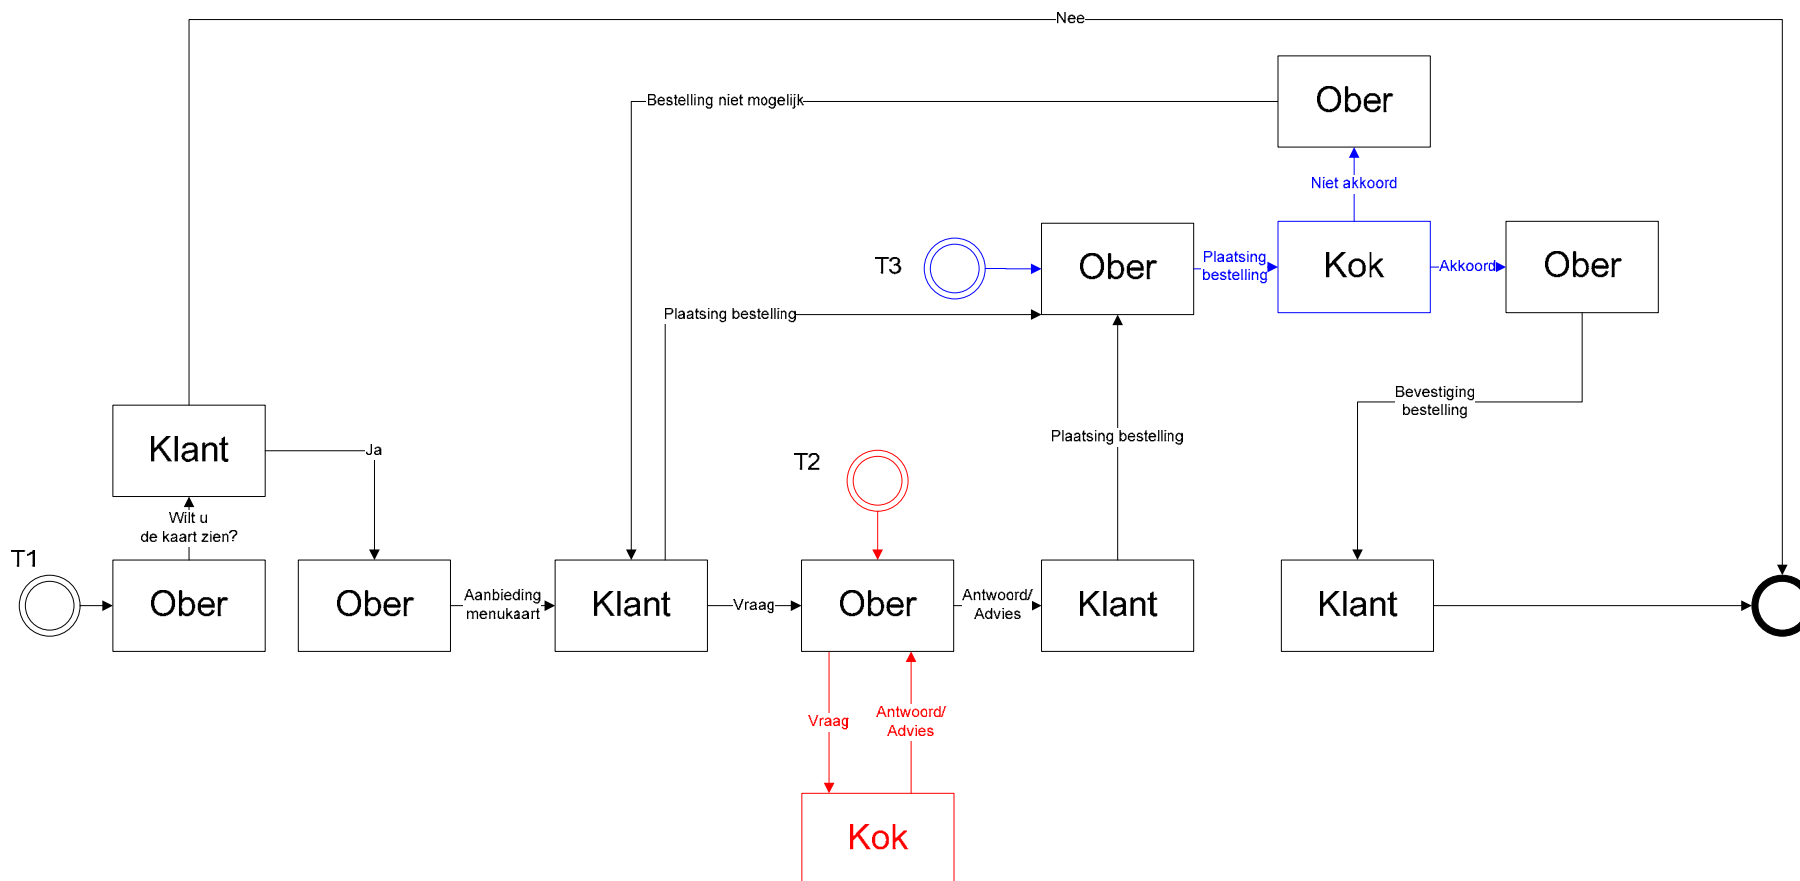 Nee
Ober
Bestelling niet mogelijk
Niet akkoord
T3
Ober
Plaatsing
bestelling
Kok
Akkoord
Ober
Plaatsing bestelling
Bevestiging
bestelling
Klant
Ja
Plaatsing bestelling
T2
Wilt u
de kaart zien?
T1
Ober
Ober
Aanbieding
menukaart
Klant
Vraag
Ober
Antwoord/
Advies
Klant
Klant
Vraag
Antwoord/
Advies
Kok